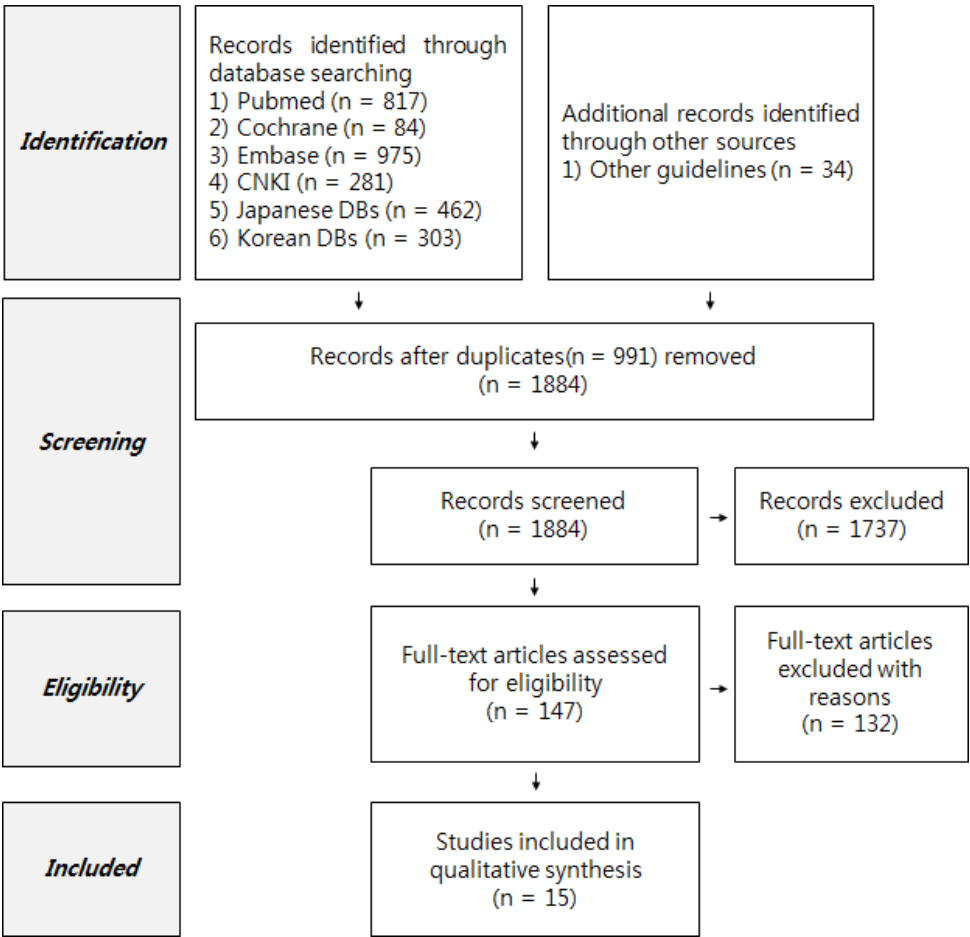 Identification
Records identified through
database searching
1) Pubmed (n = 817)
2) Cochrane (n = 84)
3) Embase (n = 975)
4) CNKI (n = 281)
5) Japanese DBs (n = 462)
6) Korean DBs (n = 303)
Additional records identified
through other sources
1) Other guidelines (n = 34)
Screening
Records after duplicates(n = 991) removed
(n = 1884)
Records screened
(n = 1884)
Records excluded
(n = 1737)
Eligibility
Full-text articles assessed
for eligibility
(n = 147)
Full-text articles
excluded with
reasons
(n = 132)
Included
Studies included in
qualitative synthesis
(n = 15)